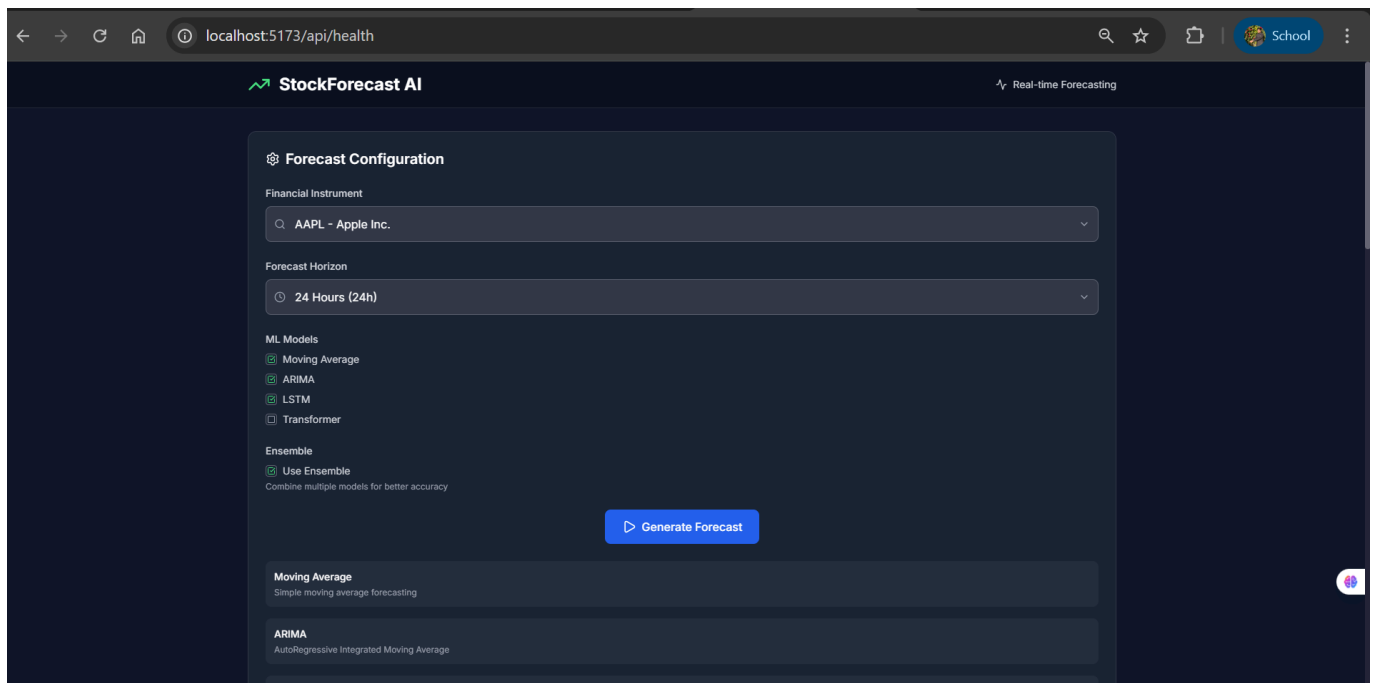 localhost:5173/api/health
School
StockForecast AI
Real-time Forecasting
Forecast Configuration
Financial Instrument
AAPL - Apple Inc.
Forecast Horizon
24 Hours (24h)
ML Models
Moving Average
ARIMA
LSTM
Transformer
Ensemble
Use Ensemble
Combine multiple models for better accuracy
Generate Forecast
Moving Average
Simple moving average forecasting
ARIMA
AutoRegressive Integrated Moving Average